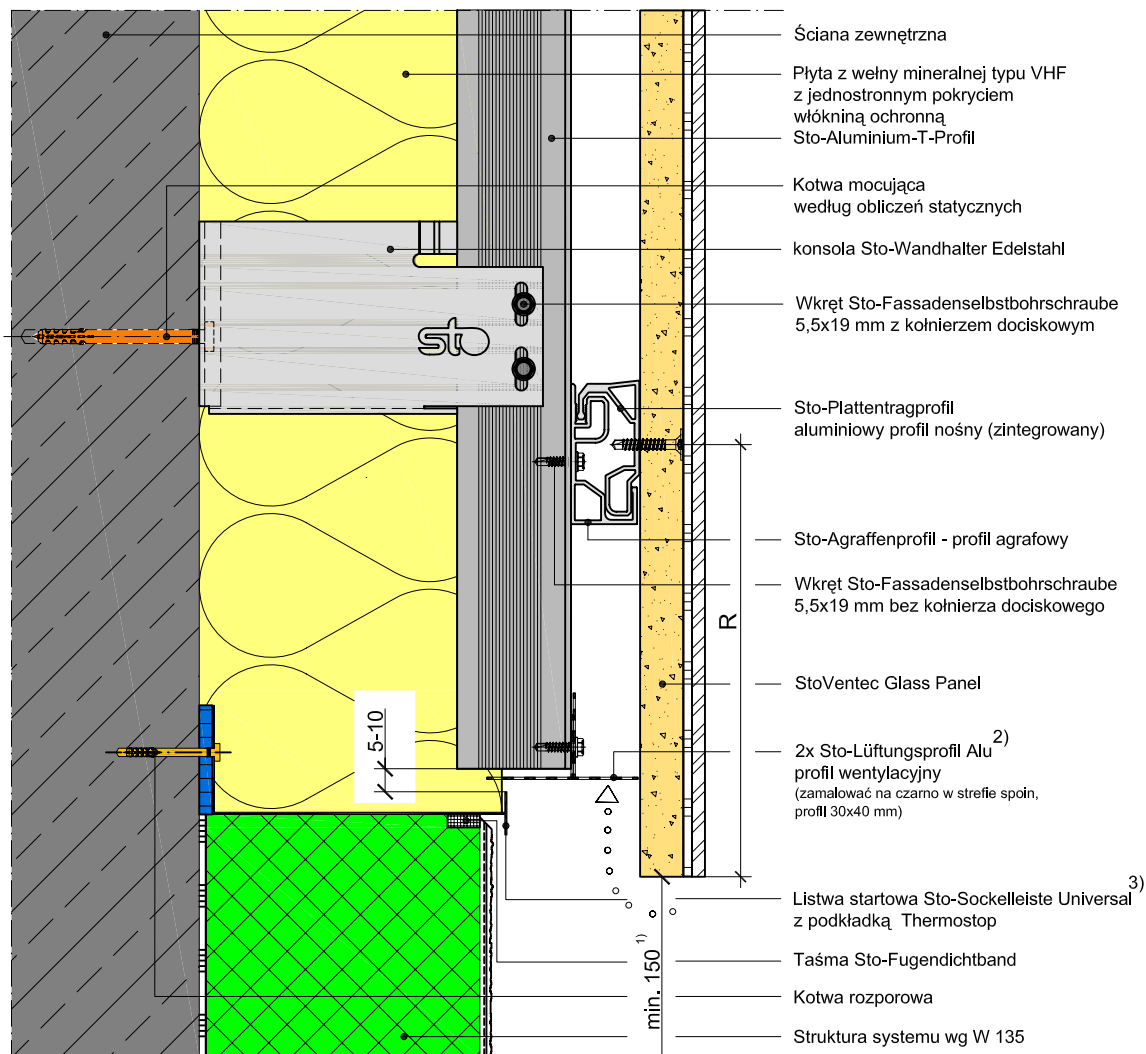 Ściana zewnętrzna
Płyta z wełny mineralnej typu VHF
z jednostronnym pokryciem
włókniną ochronną
Sto-Aluminium-T-Profil
Kotwa mocująca
według obliczeń statycznych
konsola Sto-Wandhalter Edelstahl
Wkręt Sto-Fassadenselbstbohrschraube
5,5x19 mm z kołnierzem dociskowym
sto
Sto-Plattentragprofil
aluminiowy profil nośny (zintegrowany)
Sto-Agraffenprofil - profil agrafowy
Wkręt Sto-Fassadenselbstbohrschraube
5,5x19 mm bez kołnierza dociskowego
R
StoVentec Glass Panel
5-10
2x Sto-Lüftungsprofil Alu 2)
profil wentylacyjny
(zamalować na czarno w strefie spoin,
profil 30x40 mm)
Listwa startowa Sto-Sockelleiste Universal 3)
z podkładką Thermostop
min. 150 1)
Taśma Sto-Fugendichtband
Kotwa rozporowa
Struktura systemu wg W 135